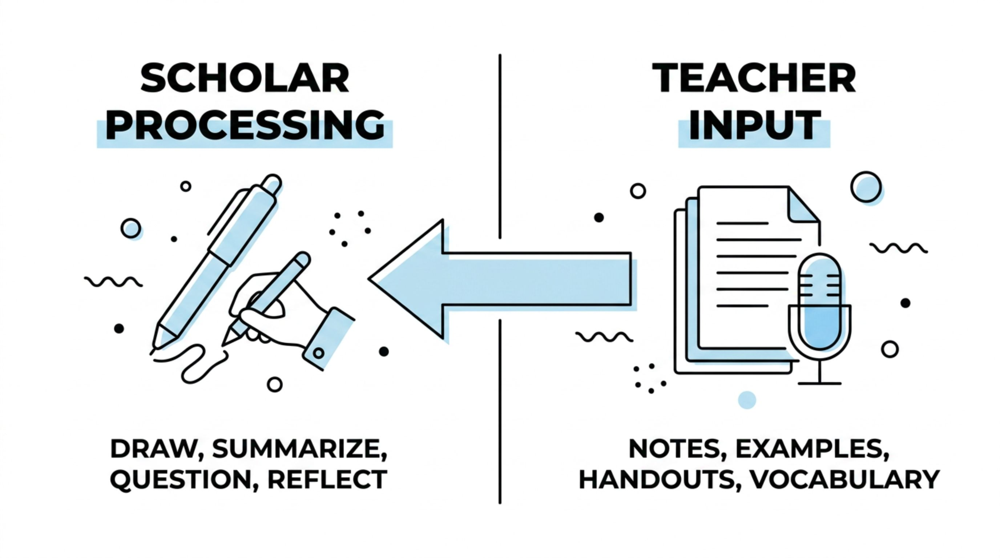 SCHOLAR
PROCESSING
DRAW, SUMMARIZE,
QUESTION, REFLECT
TEACHER
INPUT
NOTES, EXAMPLES,
HANDOUTS, VOCABULARY